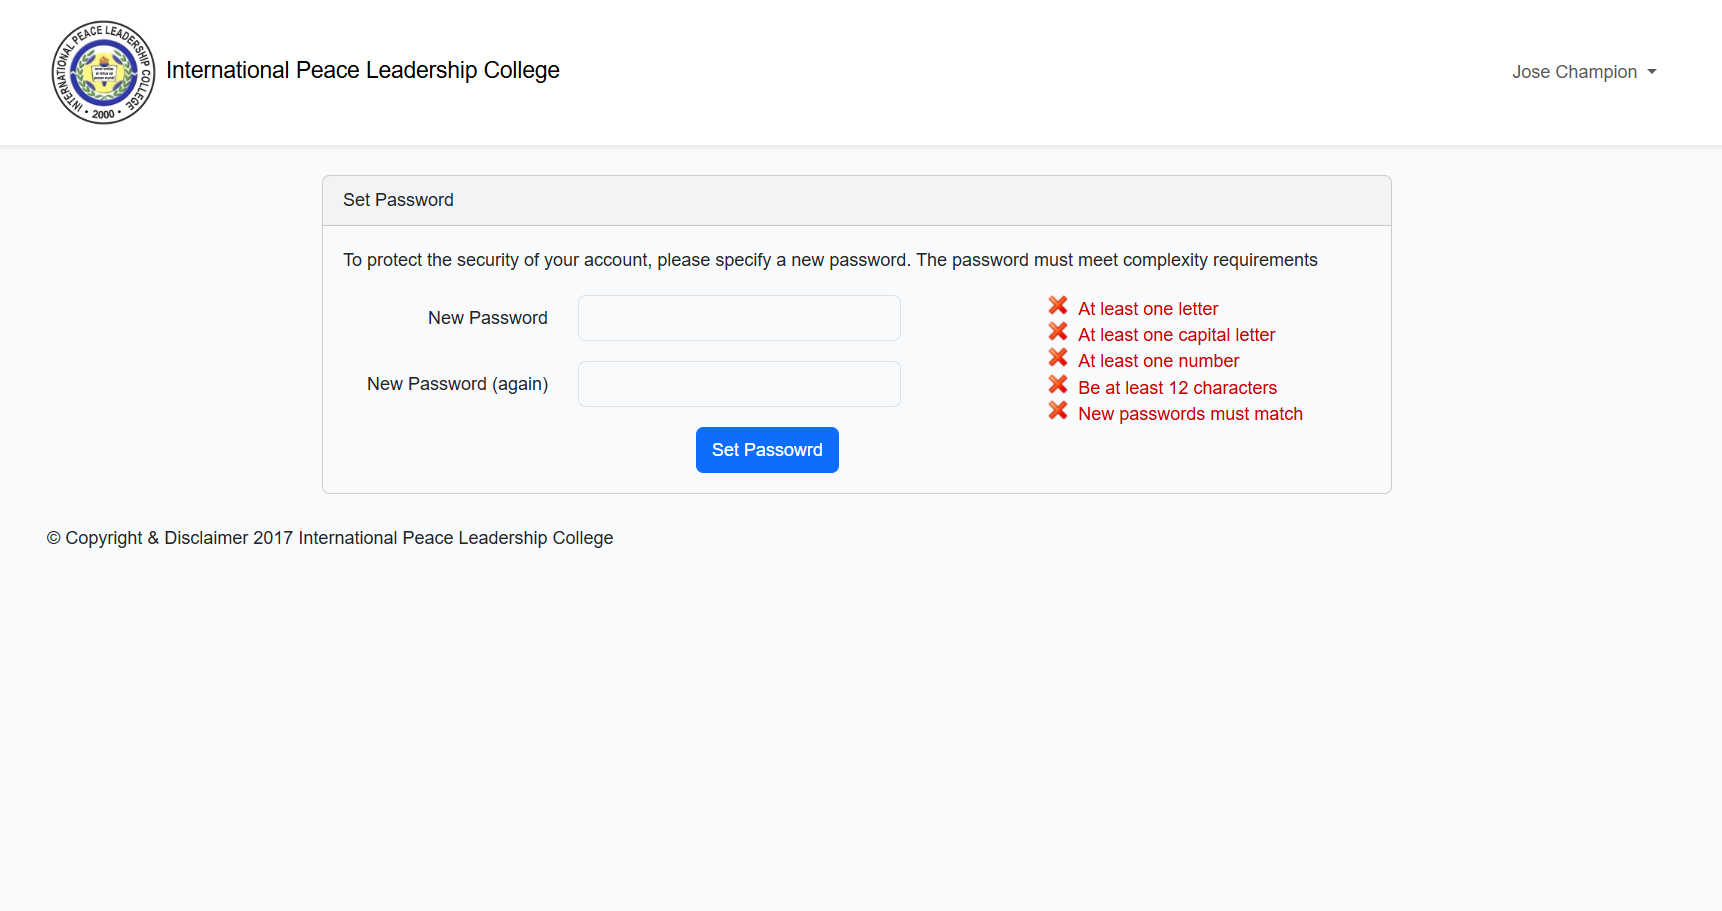 INTERNATIONAL PEACE LEADERSHIP COLLEGE
• 2000 •
International Peace Leadership College
Jose Champion
Set Password
To protect the security of your account, please specify a new password. The password must meet complexity requirements
New Password
At least one letter
At least one capital letter
At least one number
New Password (again)
Be at least 12 characters
New passwords must match
Set Passowrd
© Copyright & Disclaimer 2017 International Peace Leadership College